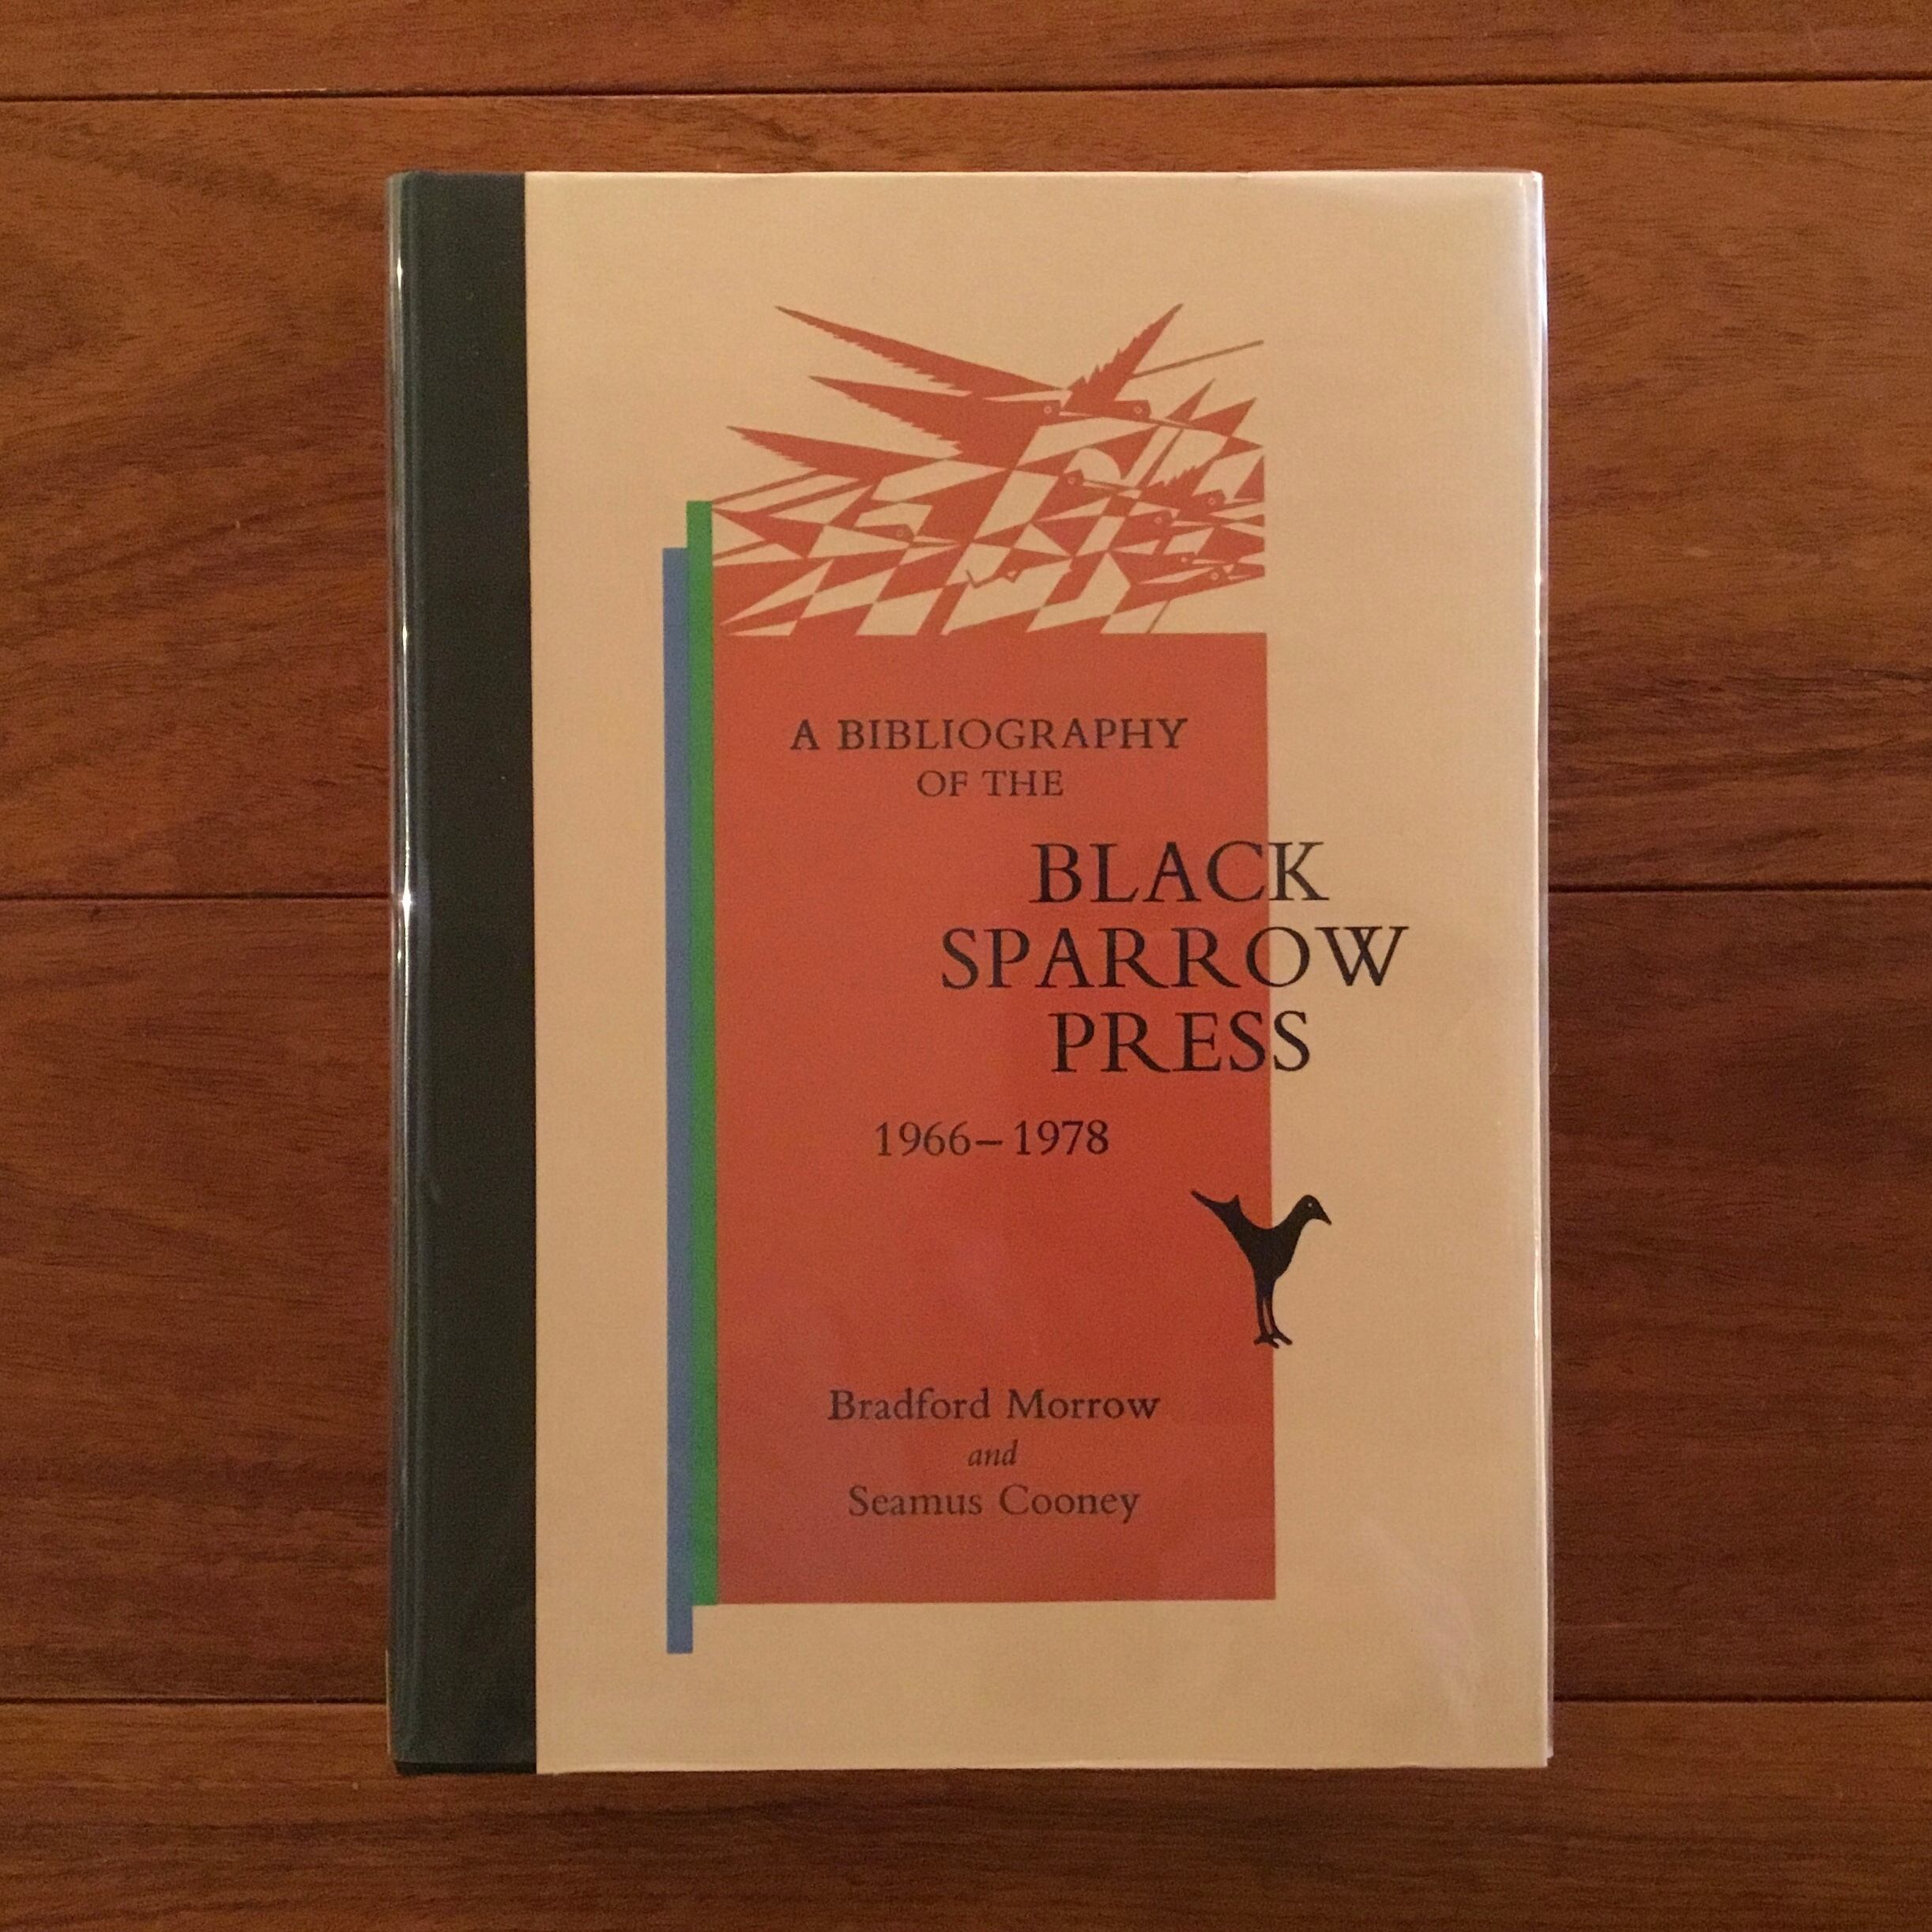 A BIBLIOGRAPHY
OF THE
BLACK
SPARROW
PRESS
1966–1978
Bradford Morrow
and
Seamus Cooney